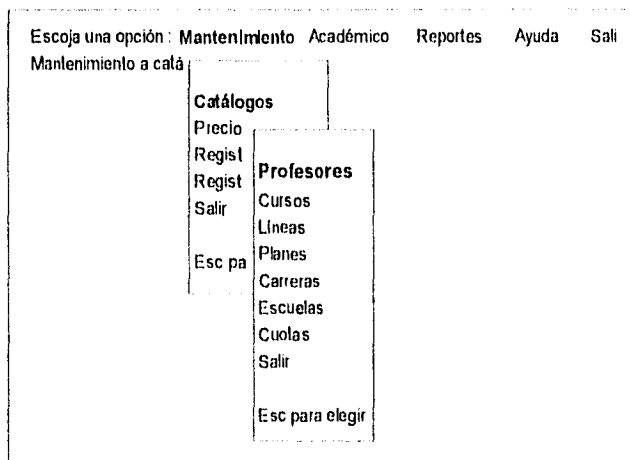 Escoja una opción : Mantenimiento Académico Reportes Ayuda Sali
Mantenimiento a catá
Catálogos
Precio
Regist
Regist
Salir
Esc pa
Profesores
Cursos
Líneas
Planes
Carreras
Escuelas
Cuotas
Salir
Esc para elegir